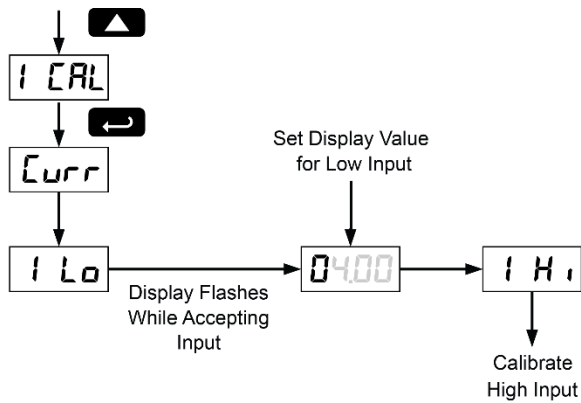 1 CAL
Curr
Set Display Value
for Low Input
1 Lo
04.00
1 Hi
Display Flashes
While Accepting
Input
Calibrate
High Input